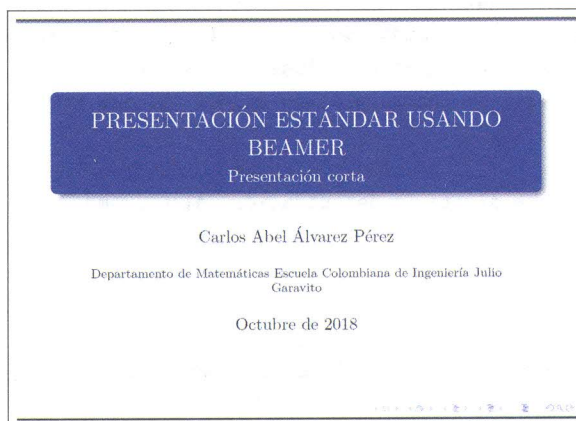 PRESENTACIÓN ESTÁNDAR USANDO
BEAMER
Presentación corta
Carlos Abel Álvarez Pérez
Departamento de Matemáticas Escuela Colombiana de Ingeniería Julio
Garavito
Octubre de 2018